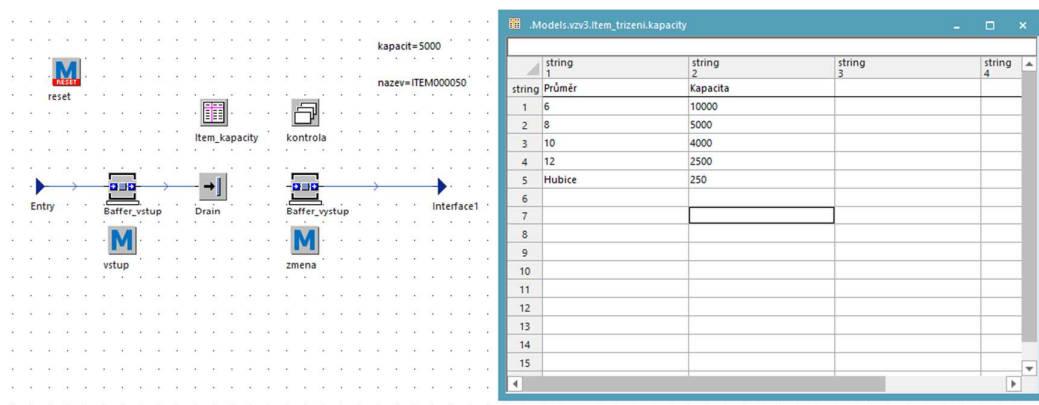 kapacit=5000
M
RESET
reset
nazev=ITEM000050
Item_kapacity
kontrola
Entry
Baffer_vstup
Drain
Baffer_vystup
Interface1
M
vstup
M
zmena
.Models.vzv3.Item_trizeni.kapacity
string string string string
1 2 3 4
string Průměr Kapacita
1 6 10000
2 8 5000
3 10 4000
4 12 2500
5 Hubice 250
6
7
8
9
10
11
12
13
14
15